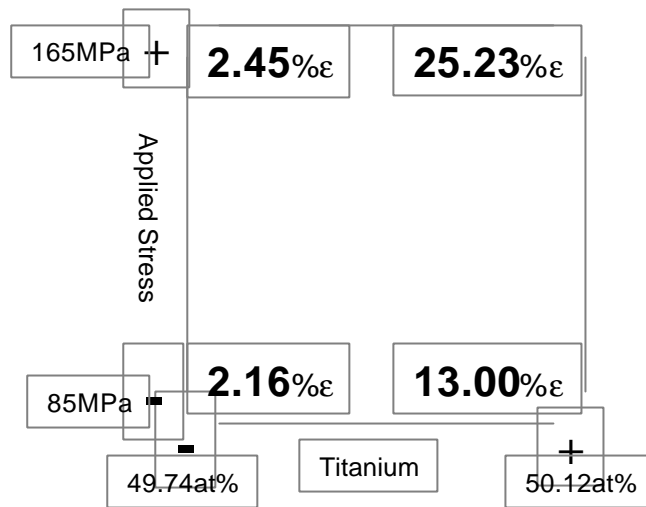 165MPa +
2.45%ε
25.23%ε
Applied Stress
85MPa -
2.16%ε
13.00%ε
-
+
49.74at%
Titanium
50.12at%